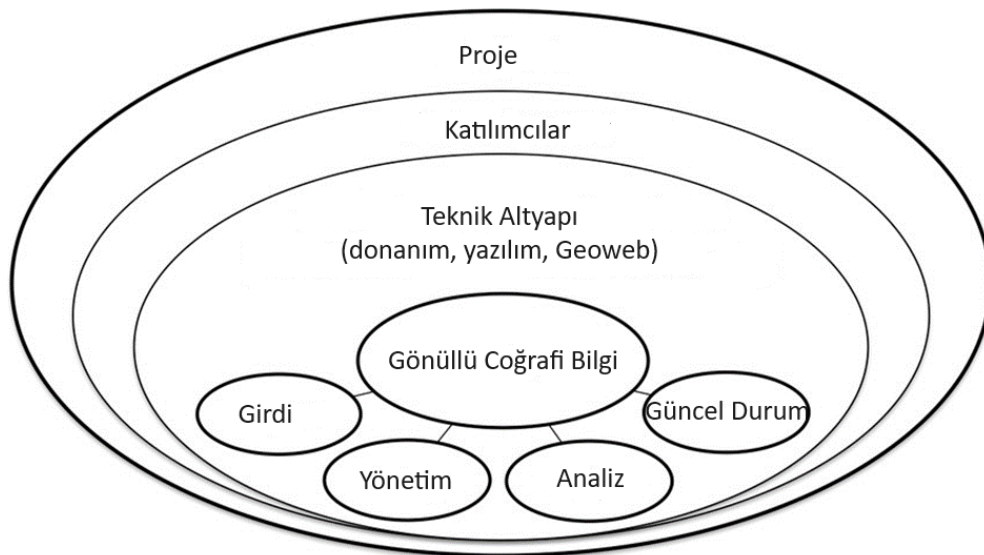 Proje
Katılımcılar
Teknik Altyapı
(donanım, yazılım, Geoweb)
Gönüllü Coğrafi Bilgi
Girdi
Güncel Durum
Yönetim
Analiz